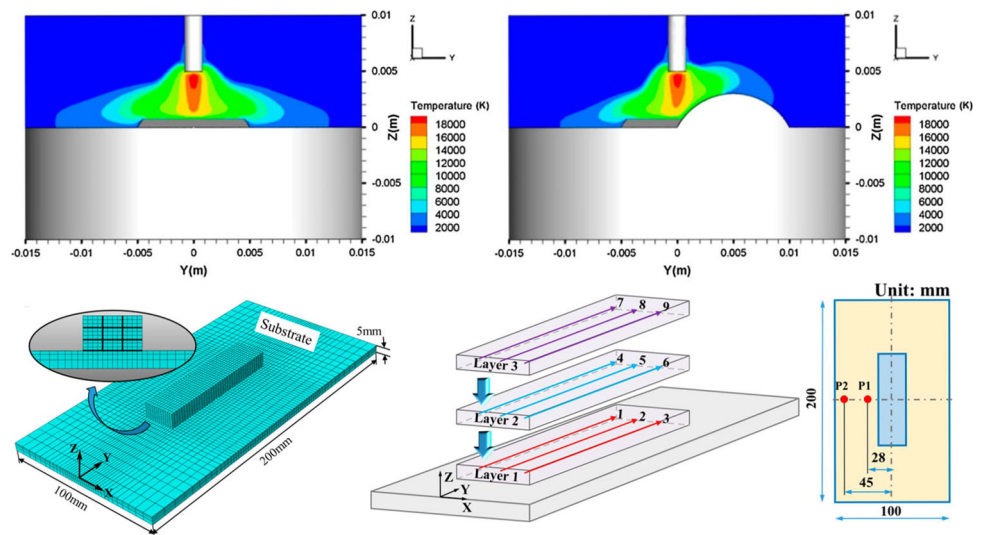 0.01
Z
Y
0.005
Z(m)
0
-0.005
-0.01
Temperature (K)
18000
16000
14000
12000
10000
8000
6000
4000
2000
-0.015
-0.01
-0.005
0
0.005
0.01
0.015
Y(m)
0.01
Z
Y
0.005
Z(m)
0
-0.005
-0.01
Temperature (K)
18000
16000
14000
12000
10000
8000
6000
4000
2000
-0.015
-0.01
-0.005
0
0.005
0.01
0.015
Y(m)
Substrate
5mm
200mm
100mm
Z
Y
X
7 8 9
Layer 3
4 5 6
Layer 2
1 2 3
Layer 1
Z
Y
X
Unit: mm
P2 P1
200
28
45
100